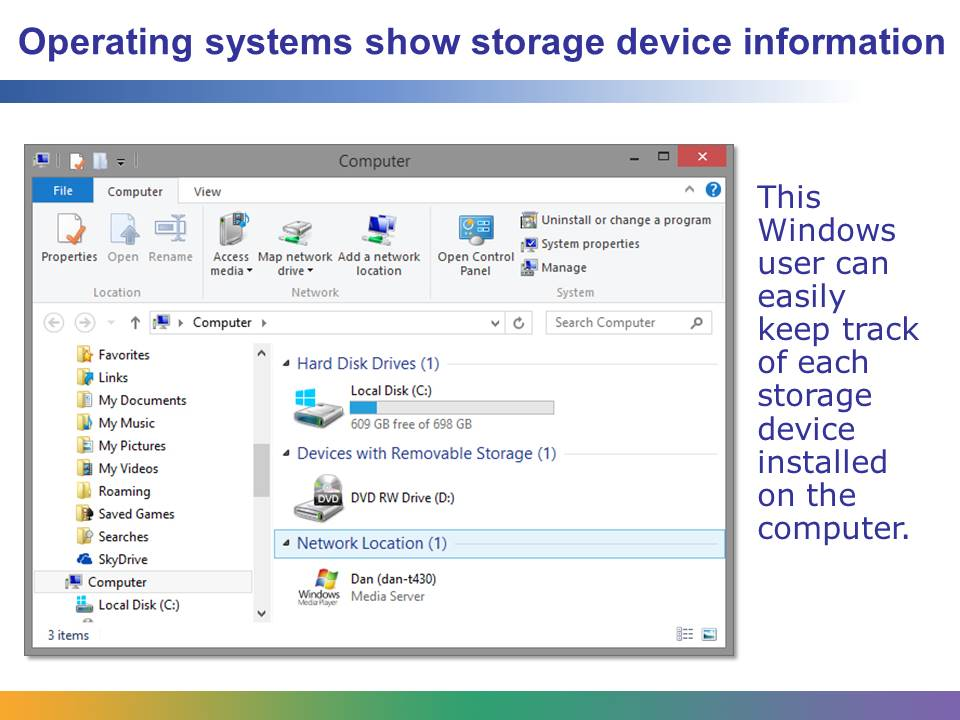 Operating systems show storage device information
Computer
File
Computer
View
Properties
Open
Rename
Access media
Map network drive
Add a network location
Open Control Panel
Uninstall or change a program
System properties
Manage
Location
Network
System
Computer
Search Computer
Favorites
Links
My Documents
My Music
My Pictures
My Videos
Roaming
Saved Games
Searches
SkyDrive
Computer
Local Disk (C:)
Hard Disk Drives (1)
Local Disk (C:)
609 GB free of 698 GB
Devices with Removable Storage (1)
DVD
DVD RW Drive (D:)
Network Location (1)
Windows
Media Player
Dan (dan-t430)
Media Server
3 items
This
Windows
user can
easily
keep track
of each
storage
device
installed
on the
computer.